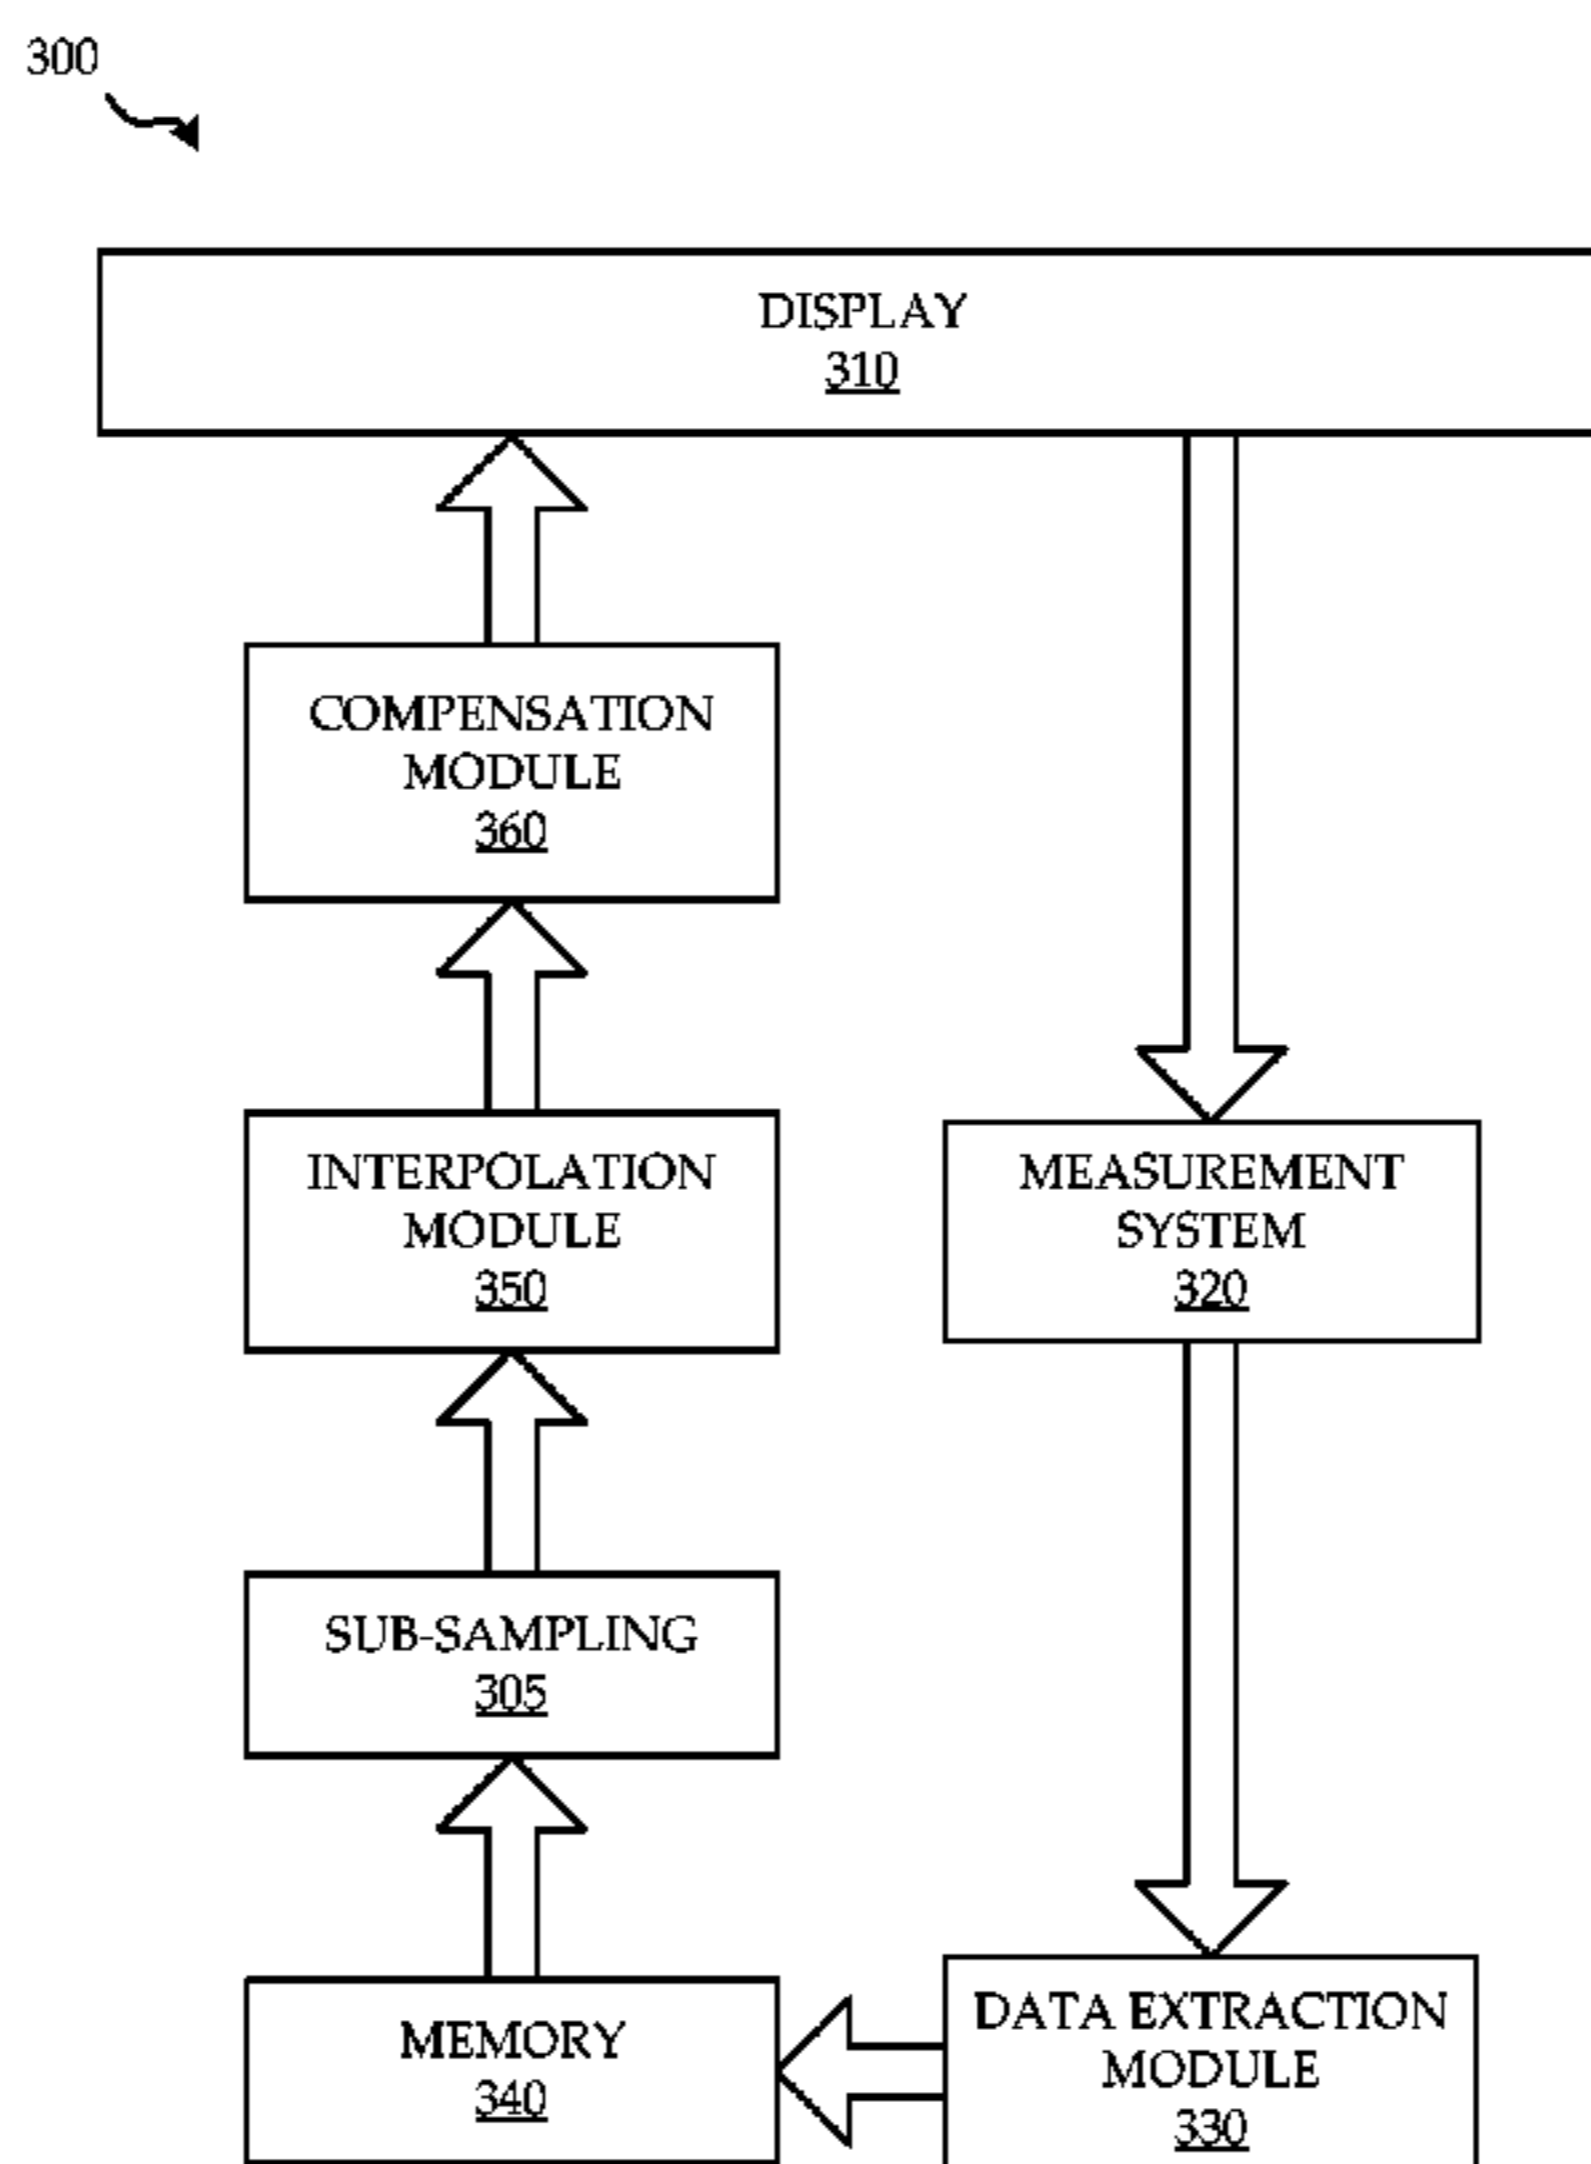 300
DISPLAY
310
COMPENSATION
MODULE
360
INTERPOLATION
MODULE
350
MEASUREMENT
SYSTEM
320
SUB-SAMPLING
305
MEMORY
340
DATA EXTRACTION
MODULE
330